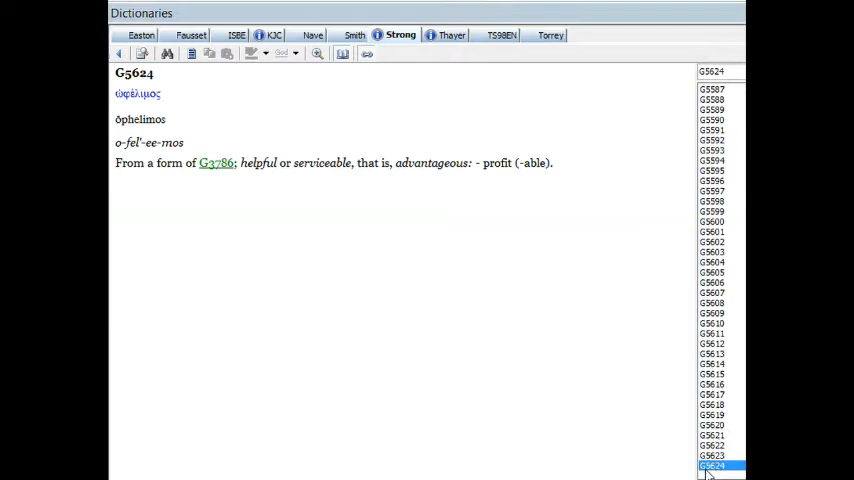 Dictionaries
Easton Fausset ISBE KJC Nave Smith Strong Thayer TS98EN Torrey
God
G5624
ὠφέλιμος
ōphelimos
o-fel'-ee-mos
From a form of G3786; helpful or serviceable, that is, advantageous: - profit (-able).
G5624
G5587
G5588
G5589
G5590
G5591
G5592
G5593
G5594
G5595
G5596
G5597
G5598
G5599
G5600
G5601
G5602
G5603
G5604
G5605
G5606
G5607
G5608
G5609
G5610
G5611
G5612
G5613
G5614
G5615
G5616
G5617
G5618
G5619
G5620
G5621
G5622
G5623
G5624